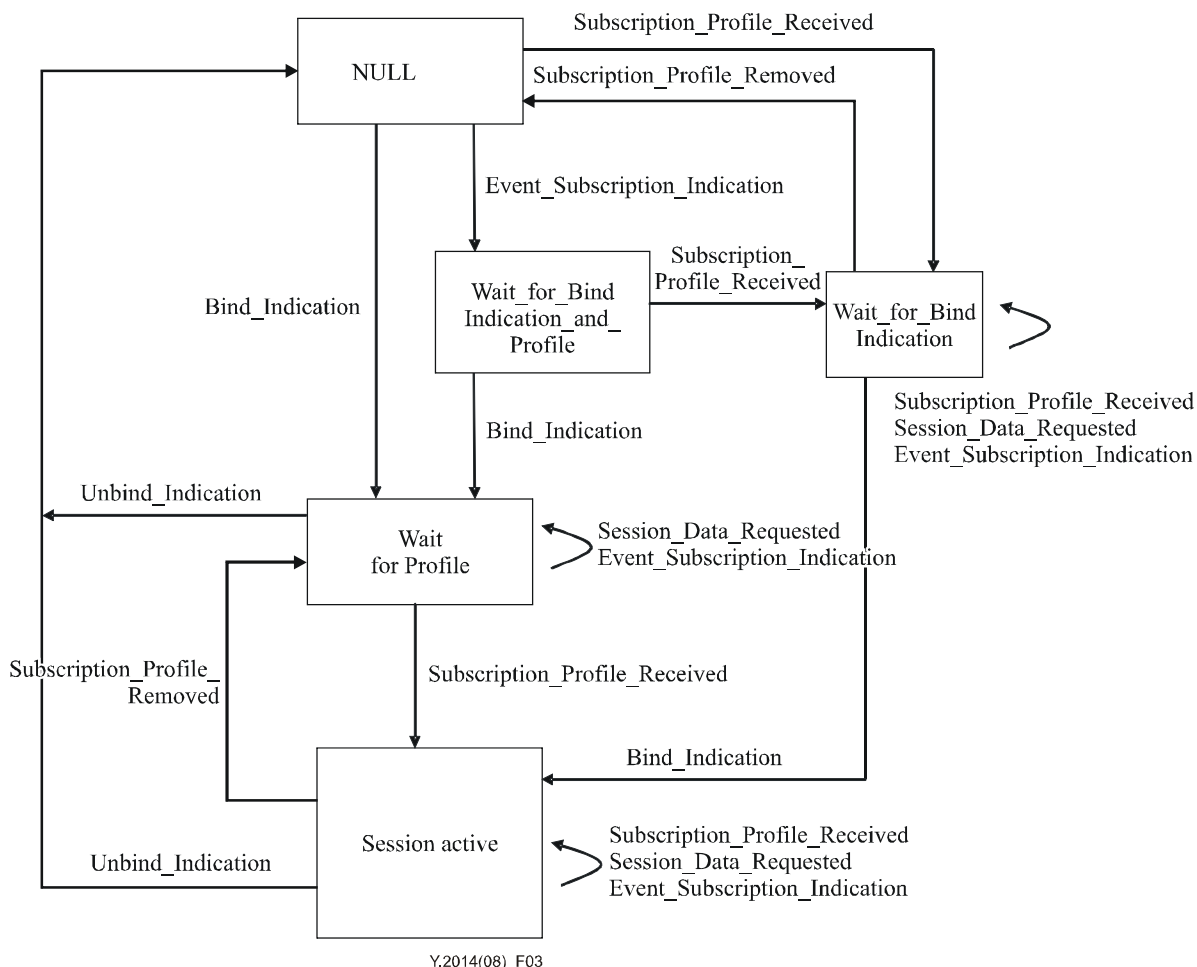 Subscription_Profile_Received
NULL
Subscription_Profile_Removed
Event_Subscription_Indication
Bind_Indication
Wait_for_Bind
Indication_and_
Profile
Subscription_
Profile_Received
Wait_for_Bind
Indication
Subscription_Profile_Received
Session_Data_Requested
Event_Subscription_Indication
Bind_Indication
Unbind_Indication
Wait
for Profile
Session_Data_Requested
Event_Subscription_Indication
Subscription_Profile_
Removed
Subscription_Profile_Received
Bind_Indication
Session active
Unbind_Indication
Subscription_Profile_Received
Session_Data_Requested
Event_Subscription_Indication
Y.2014(08)_F03